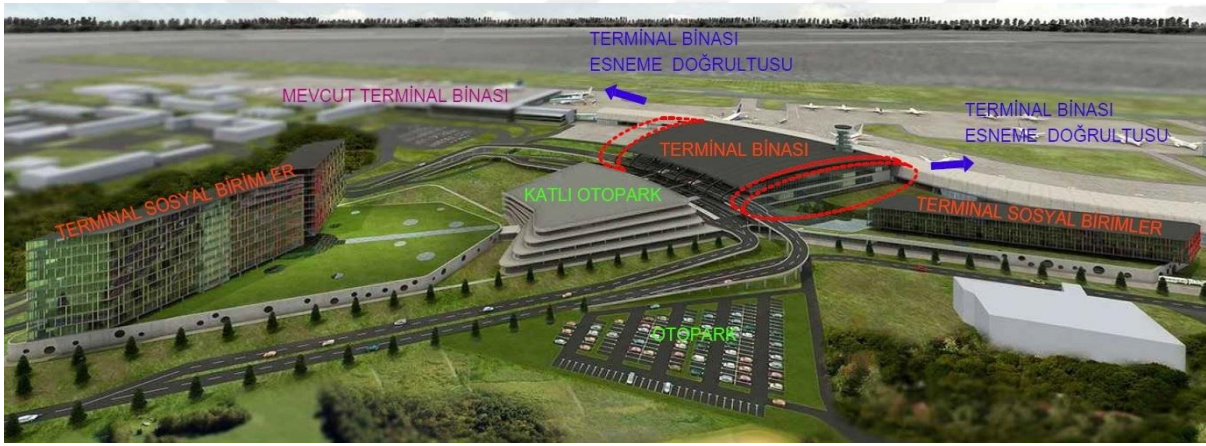 TERMİNAL BİNASI
ESNEME DOĞRULTUSU
MEVCUT TERMİNAL BİNASI
TERMİNAL BİNASI
ESNEME DOĞRULTUSU
TERMİNAL BİNASI
KATLI OTOPARK
TERMİNAL SOSYAL BİRİMLER
TERMİNAL SOSYAL BİRİMLER
OTOPARK